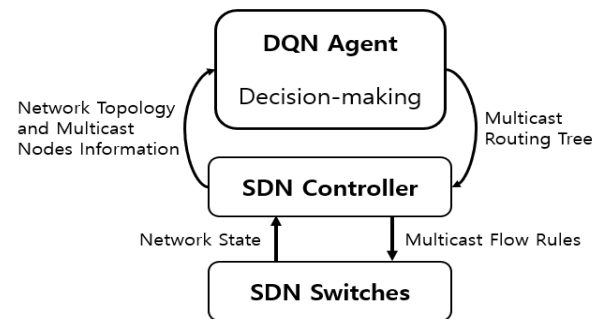 DQN Agent
Decision-making
Network Topology
and Multicast
Nodes Information
Multicast
Routing Tree
SDN Controller
Network State
Multicast Flow Rules
SDN Switches